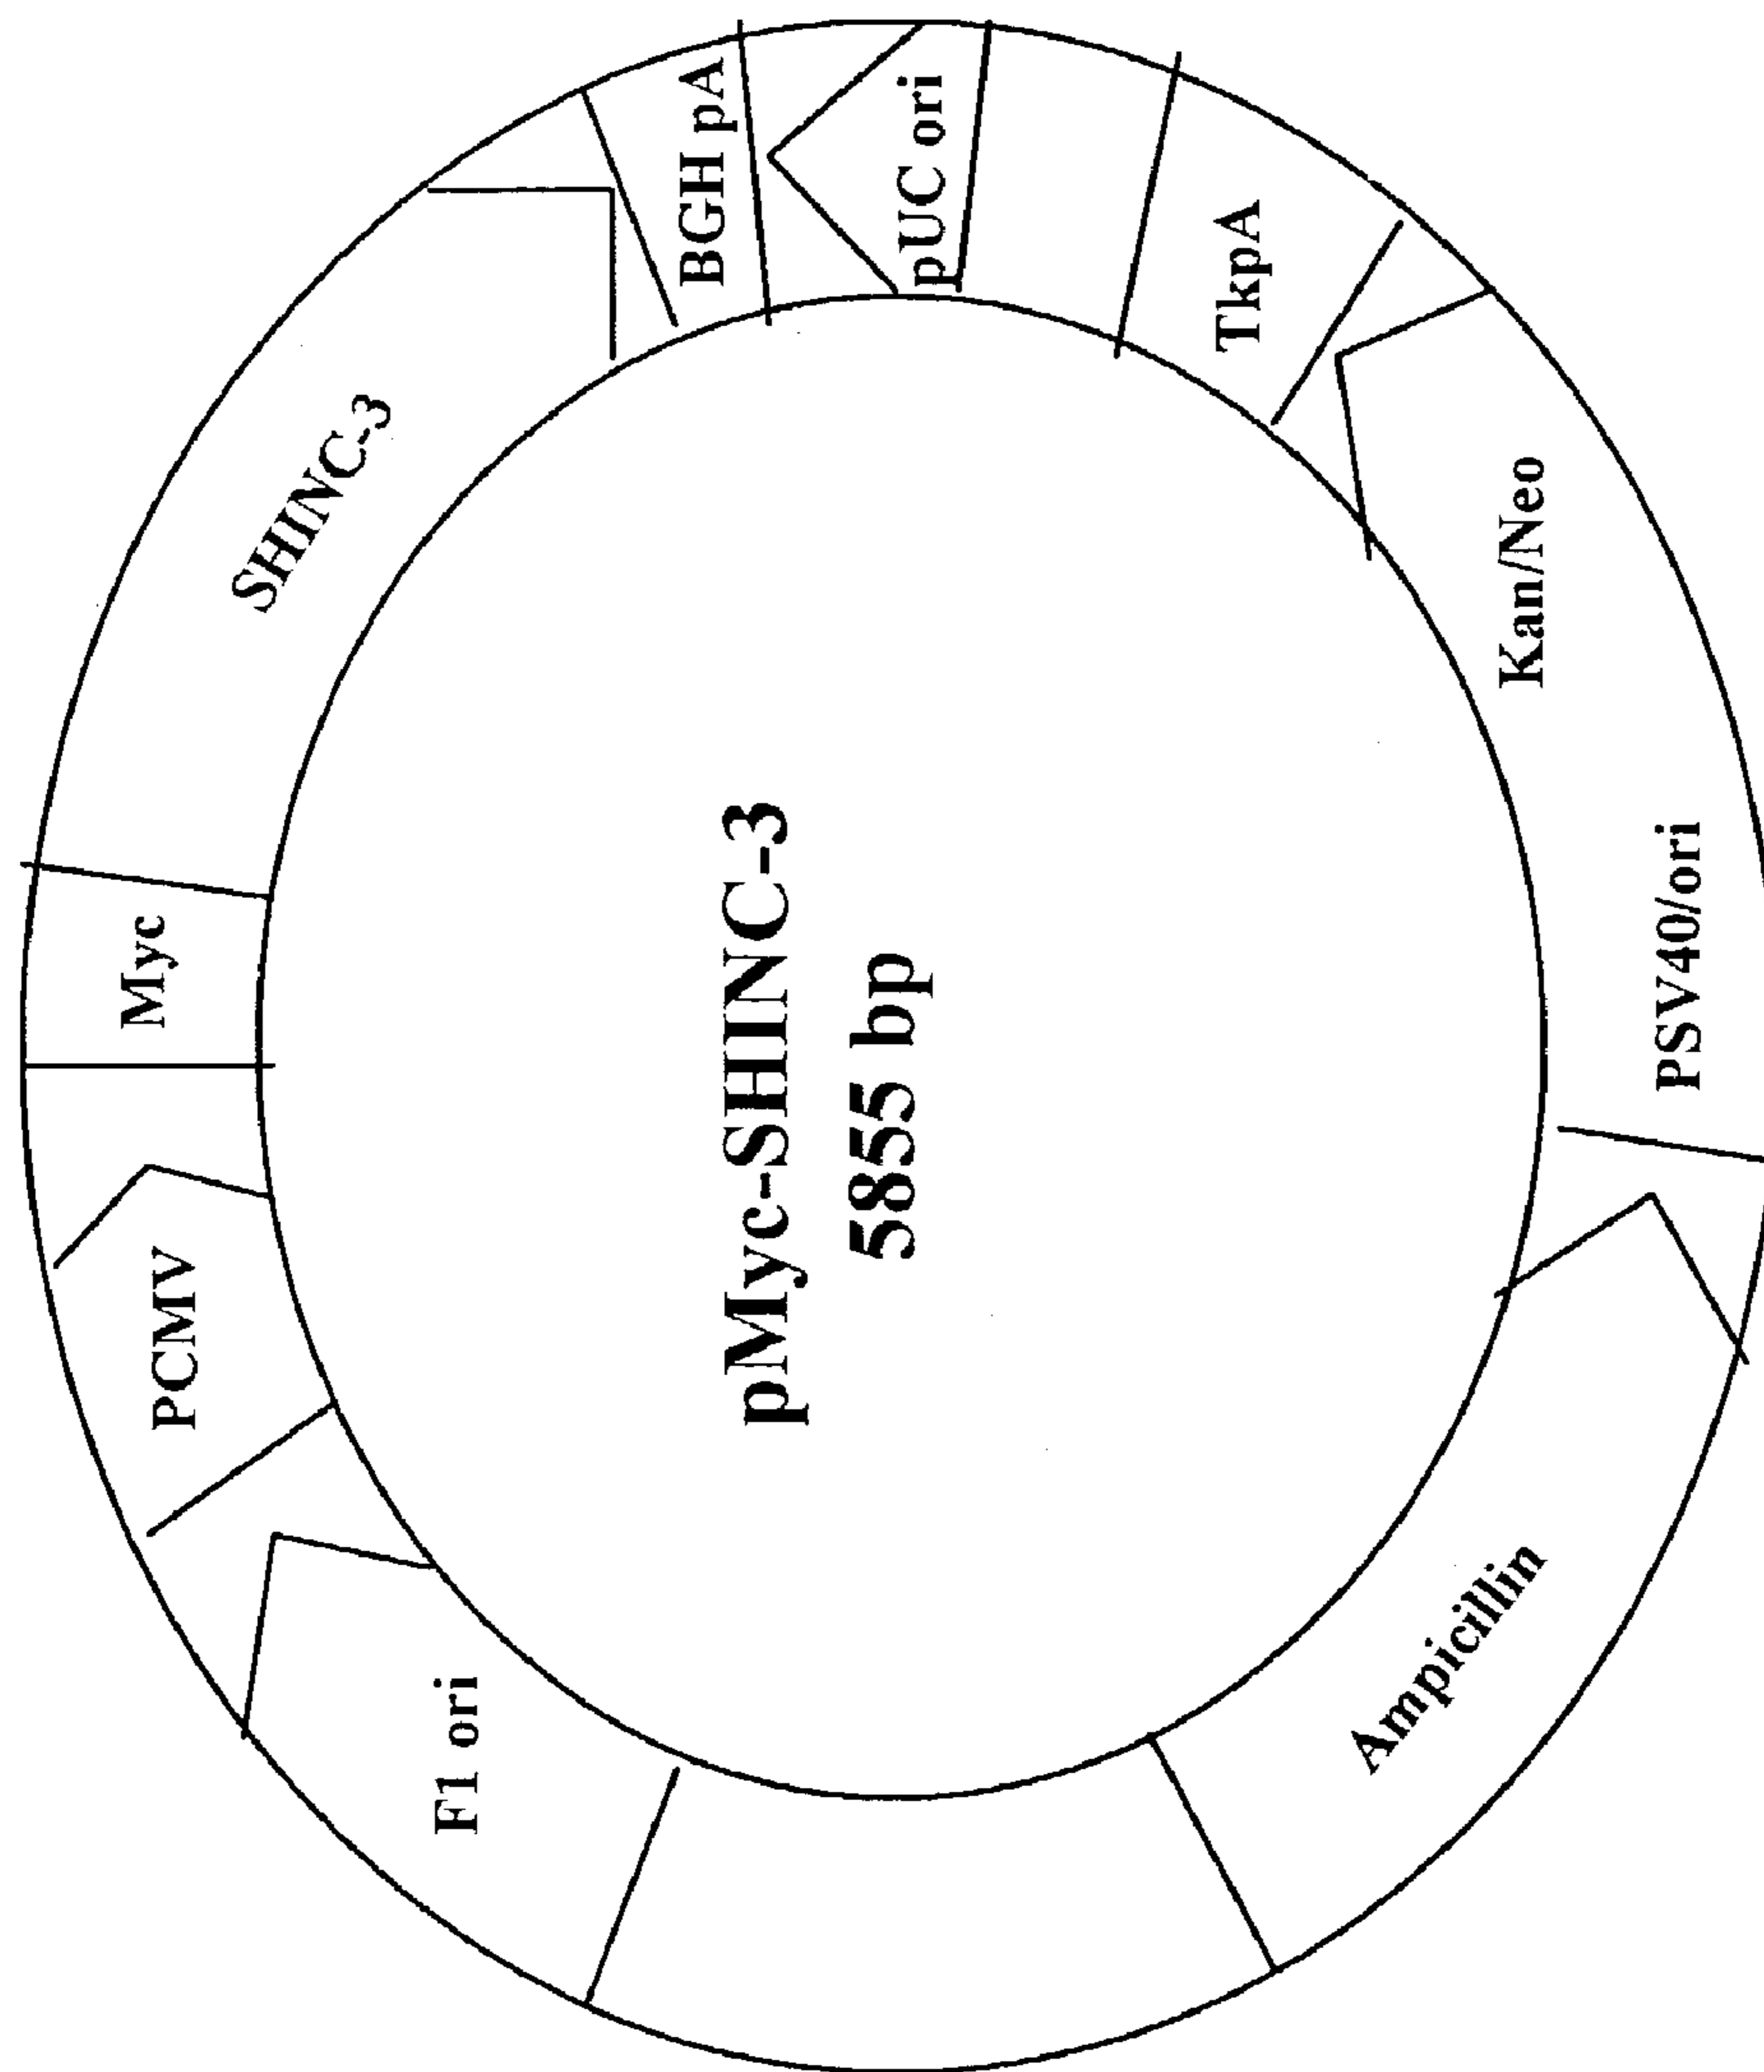 pMyc-SHINC-3
5855 bp
PCMV
Myc
SHINC-3
BGH pA
pUC ori
TkpA
Kan/Neo
PSV40/ori
Ampicillin
F1 ori